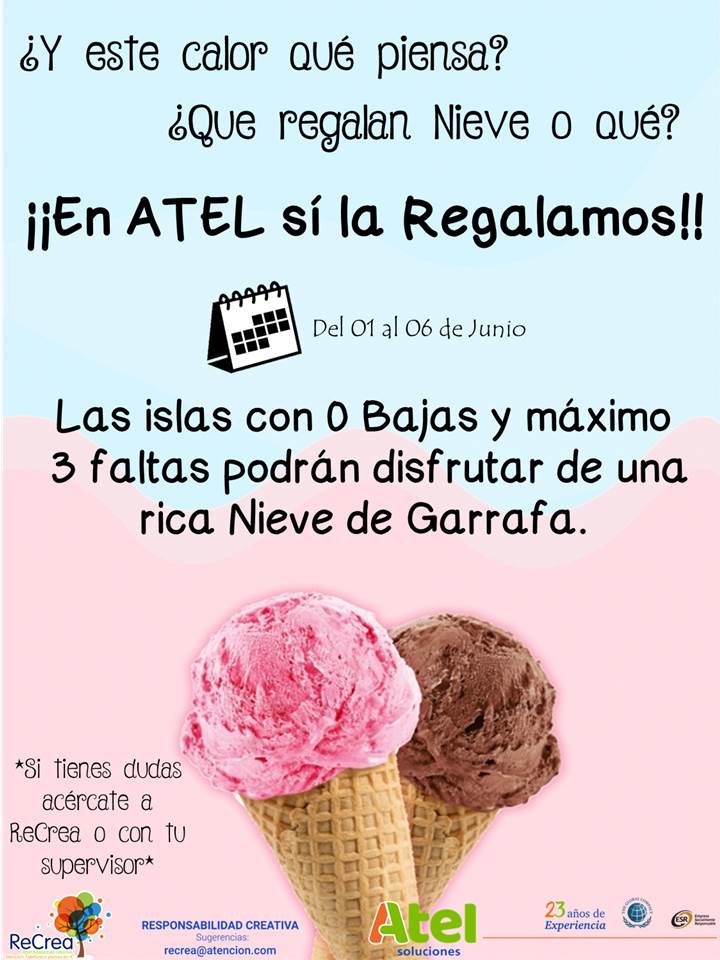 ¿Y este calor qué piensa?
¿Que regalan Nieve o qué?
¡¡En ATEL sí la Regalamos!!
Del 01 al 06 de Junio
Las islas con 0 Bajas y máximo
3 faltas podrán disfrutar de una
rica Nieve de Garrafa.
*Si tienes dudas
acércate a
ReCrea o con tu
supervisor*
ReCrea
RESPONSABILIDAD CREATIVA
Sugerencias:
recrea@atencion.com
Atel
soluciones
23 años de
Experiencia
ESR
Empresa
Socialmente
Responsable